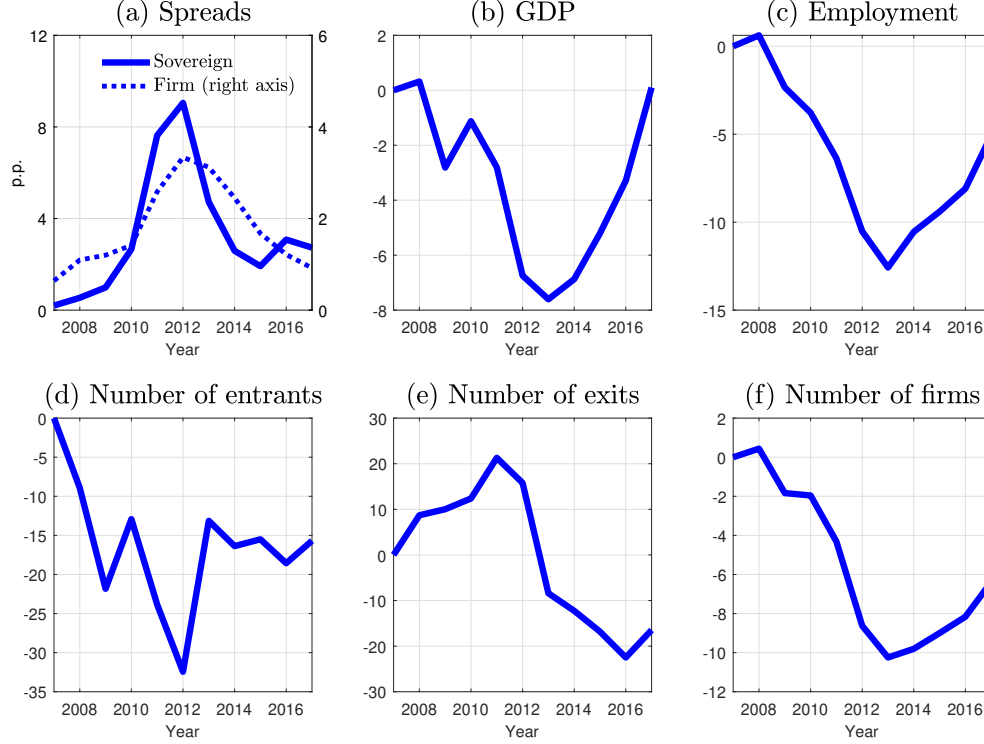 (a) Spreads
12
8
4
0
6
4
2
0
p.p.
Sovereign
Firm (right axis)
2008 2010 2012 2014 2016
Year
(b) GDP
2
0
-2
-4
-6
-8
2008 2010 2012 2014 2016
Year
(c) Employment
0
-5
-10
-15
2008 2010 2012 2014 2016
Year
(d) Number of entrants
0
-5
-10
-15
-20
-25
-30
-35
2008 2010 2012 2014 2016
Year
(e) Number of exits
30
20
10
0
-10
-20
-30
2008 2010 2012 2014 2016
Year
(f) Number of firms
2
0
-2
-4
-6
-8
-10
-12
2008 2010 2012 2014 2016
Year